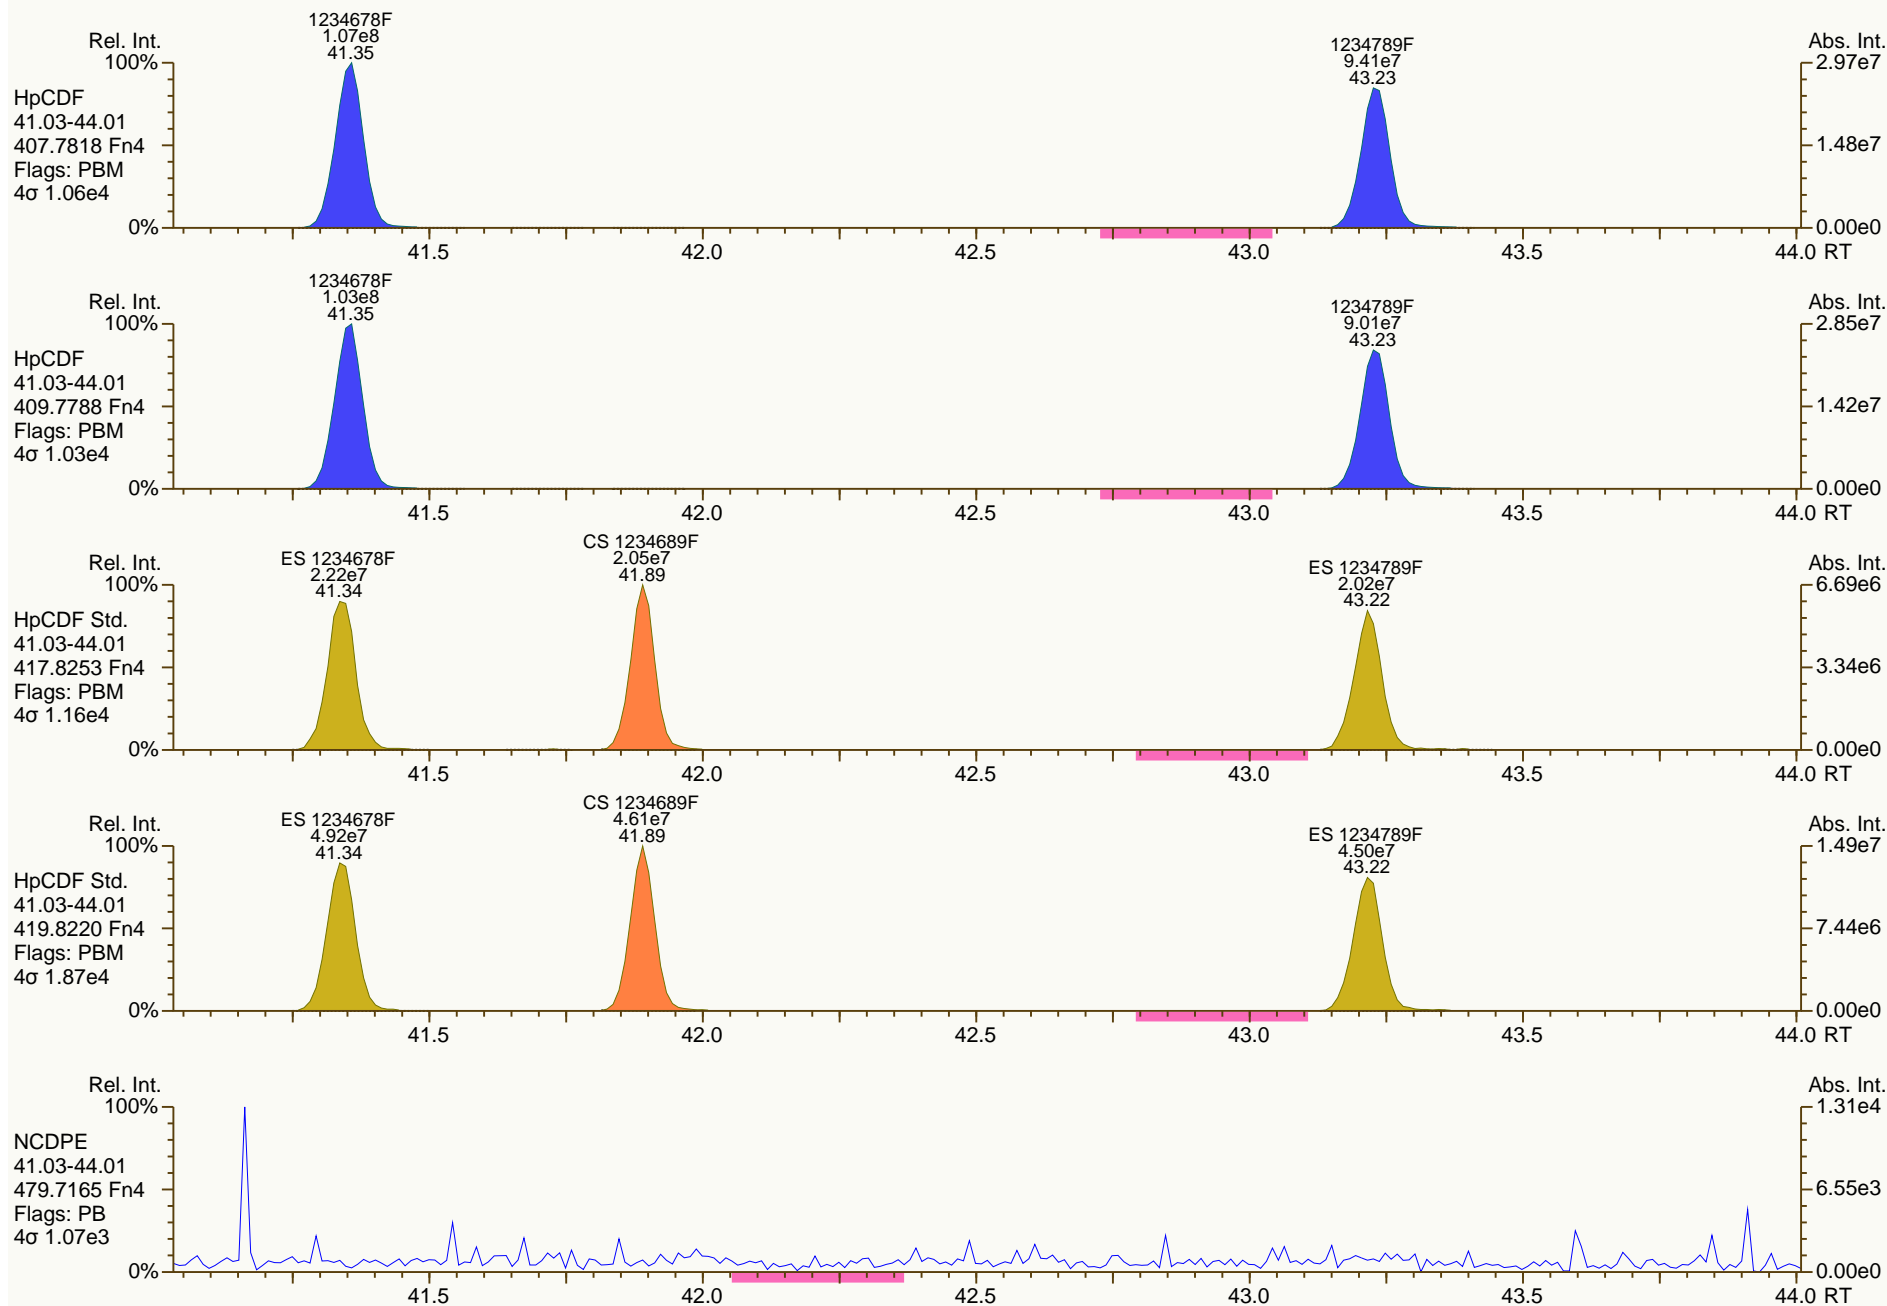 1234678F
1.07e8
41.35
1234789F
9.41e7
43.23
Rel. Int.
Abs. Int.
100%
2.97e7
HpCDF
41.03-44.01
407.7818 Fn4
Flags: PBM
4σ 1.06e4
1.48e7
0%
0.00e0
41.5 42.0 42.5 43.0 43.5 44.0 RT
1234678F
1.03e8
41.35
1234789F
9.01e7
43.23
Rel. Int.
Abs. Int.
100%
2.85e7
HpCDF
41.03-44.01
409.7788 Fn4
Flags: PBM
4σ 1.03e4
1.42e7
0%
0.00e0
41.5 42.0 42.5 43.0 43.5 44.0 RT
ES 1234678F
2.22e7
41.34
CS 1234689F
2.05e7
41.89
ES 1234789F
2.02e7
43.22
Rel. Int.
Abs. Int.
100%
6.69e6
HpCDF Std.
41.03-44.01
417.8253 Fn4
Flags: PBM
4σ 1.16e4
3.34e6
0%
0.00e0
41.5 42.0 42.5 43.0 43.5 44.0 RT
ES 1234678F
4.92e7
41.34
CS 1234689F
4.61e7
41.89
ES 1234789F
4.50e7
43.22
Rel. Int.
Abs. Int.
100%
1.49e7
HpCDF Std.
41.03-44.01
419.8220 Fn4
Flags: PBM
4σ 1.87e4
7.44e6
0%
0.00e0
41.5 42.0 42.5 43.0 43.5 44.0 RT
Rel. Int.
Abs. Int.
100%
1.31e4
NCDPE
41.03-44.01
479.7165 Fn4
Flags: PB
4σ 1.07e3
6.55e3
0%
0.00e0
41.5 42.0 42.5 43.0 43.5 44.0 RT